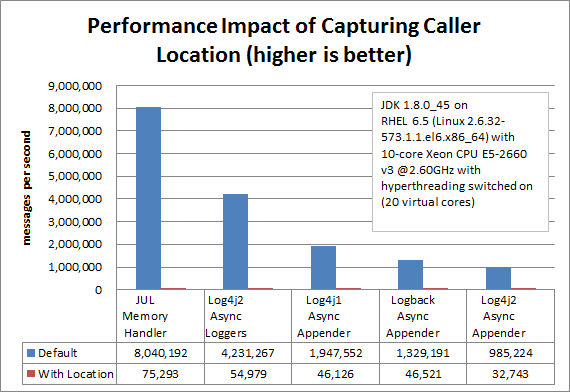 Performance Impact of Capturing Caller
Location (higher is better)
9,000,000
8,000,000
7,000,000
6,000,000
5,000,000
4,000,000
3,000,000
2,000,000
1,000,000
0
messages per second
JDK 1.8.0_45 on
RHEL 6.5 (Linux 2.6.32-
573.1.1.el6.x86_64) with
10-core Xeon CPU E5-2660
v3 @2.60GHz with
hyperthreading switched on
(20 virtual cores)
JUL Memory Handler
Log4j2 Async Loggers
Log4j1 Async Appender
Logback Async Appender
Log4j2 Async Appender
Default 8,040,192 4,231,267 1,947,552 1,329,191 985,224
With Location 75,293 54,979 46,126 46,521 32,743